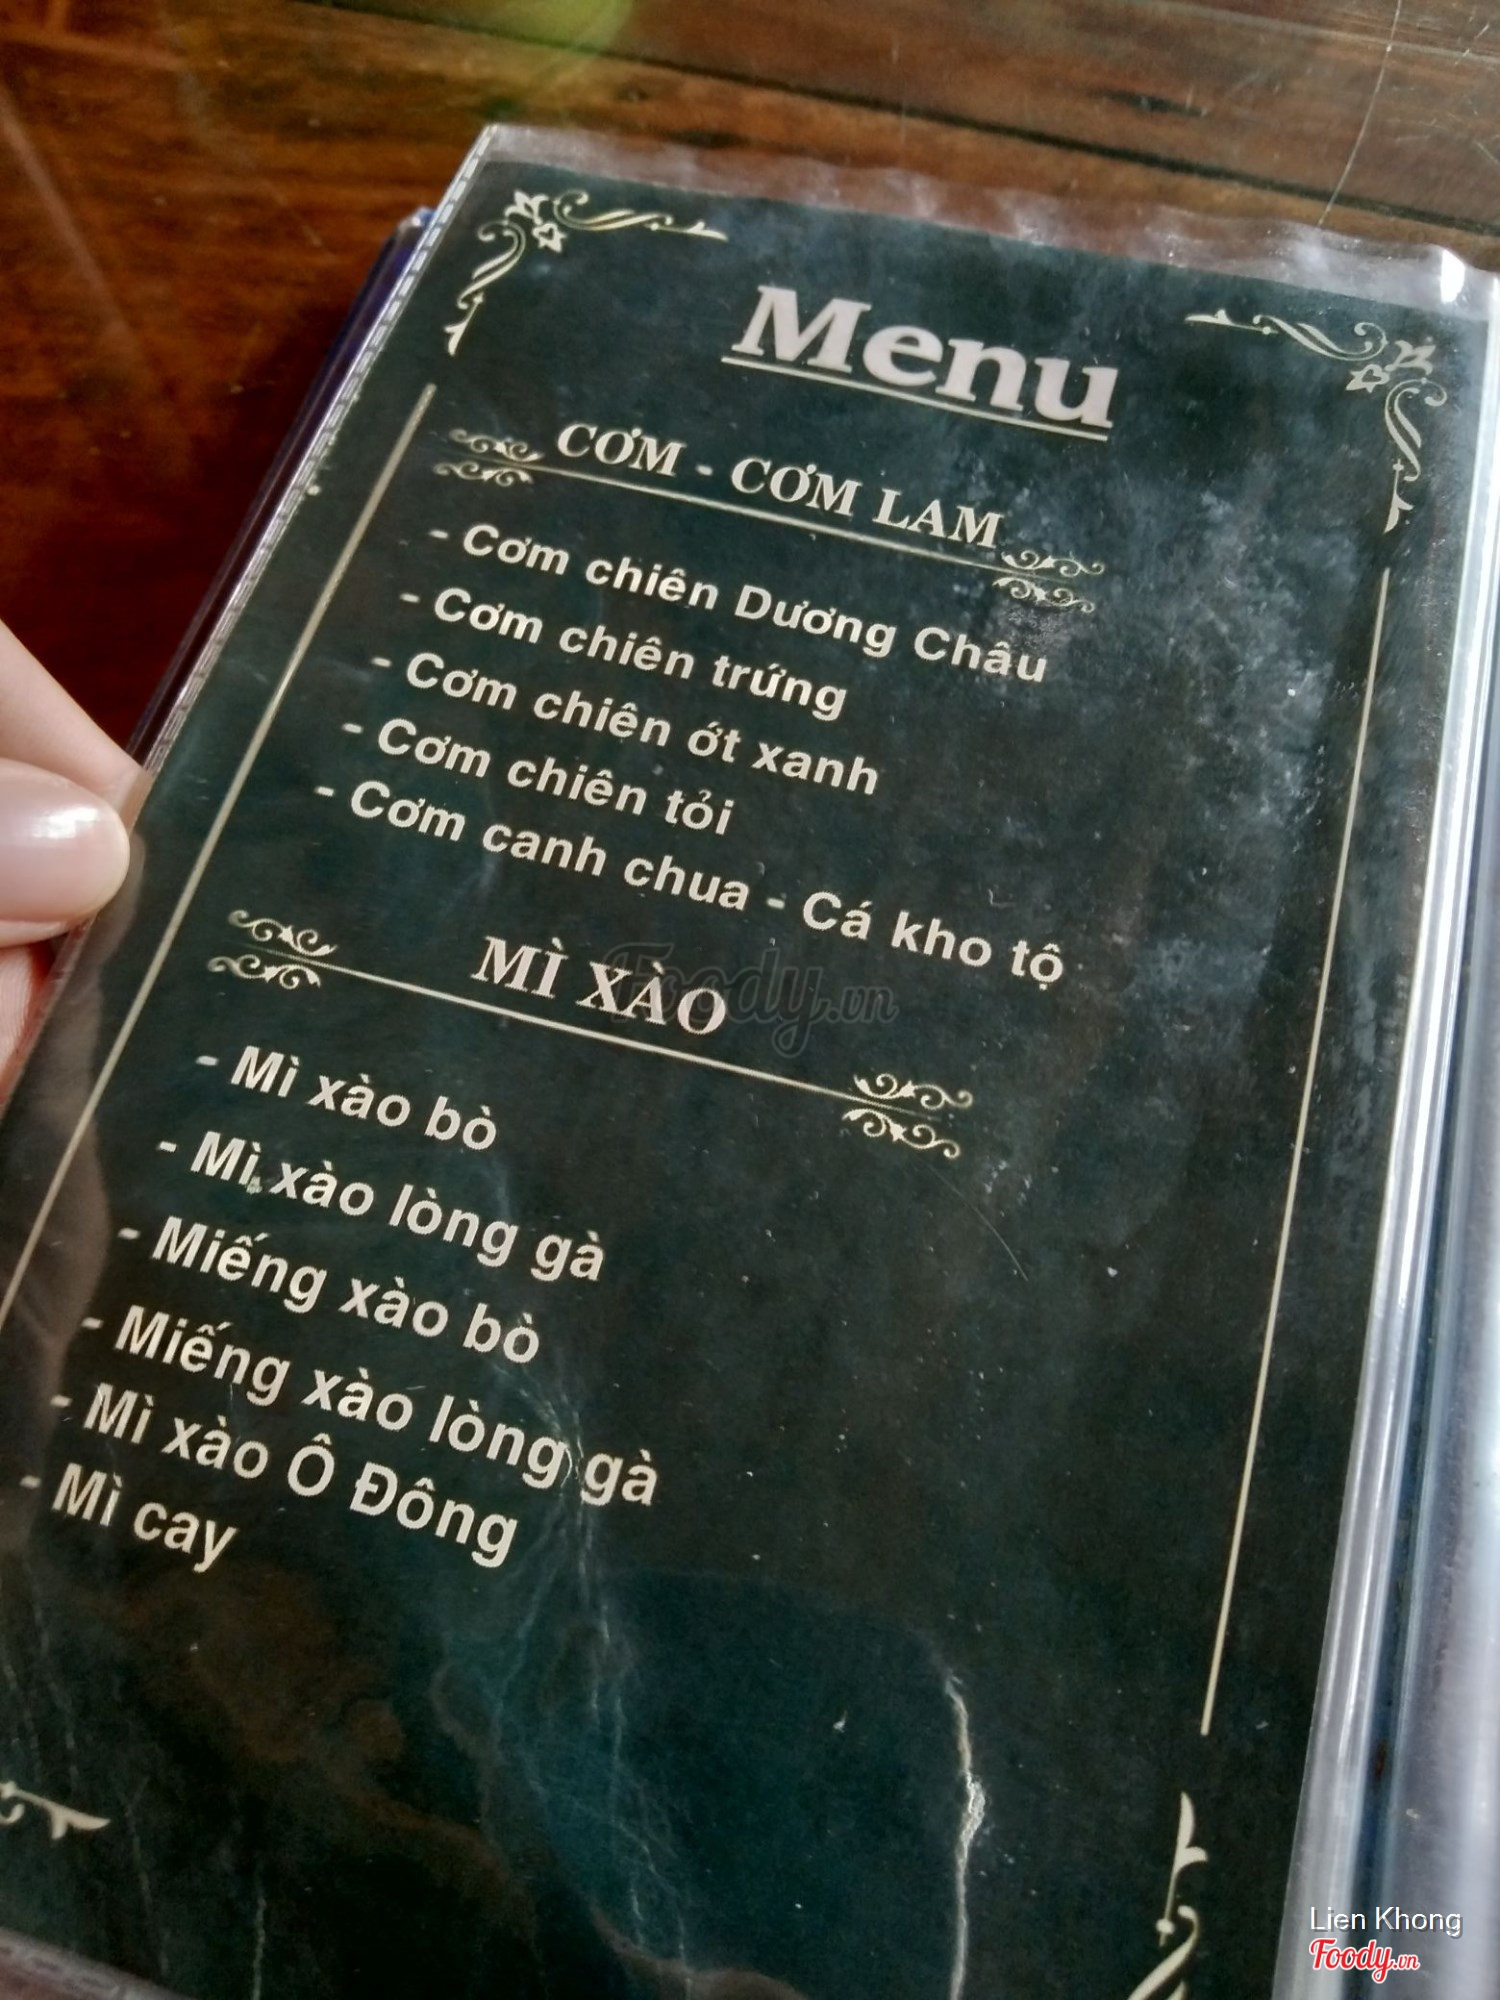 Menu
CƠM - CƠM LAM
- Cơm chiên Dương Châu
- Cơm chiên trứng
- Cơm chiên ớt xanh
- Cơm chiên tỏi
- Cơm canh chua - Cá kho tộ
MÌ XÀO
Foody.vn
- Mì xào bò
- Mì xào lòng gà
- Miếng xào bò
- Miếng xào lòng gà
- Mì xào Ô Đông
- Mì cay
Lien Khong
Foody.vn